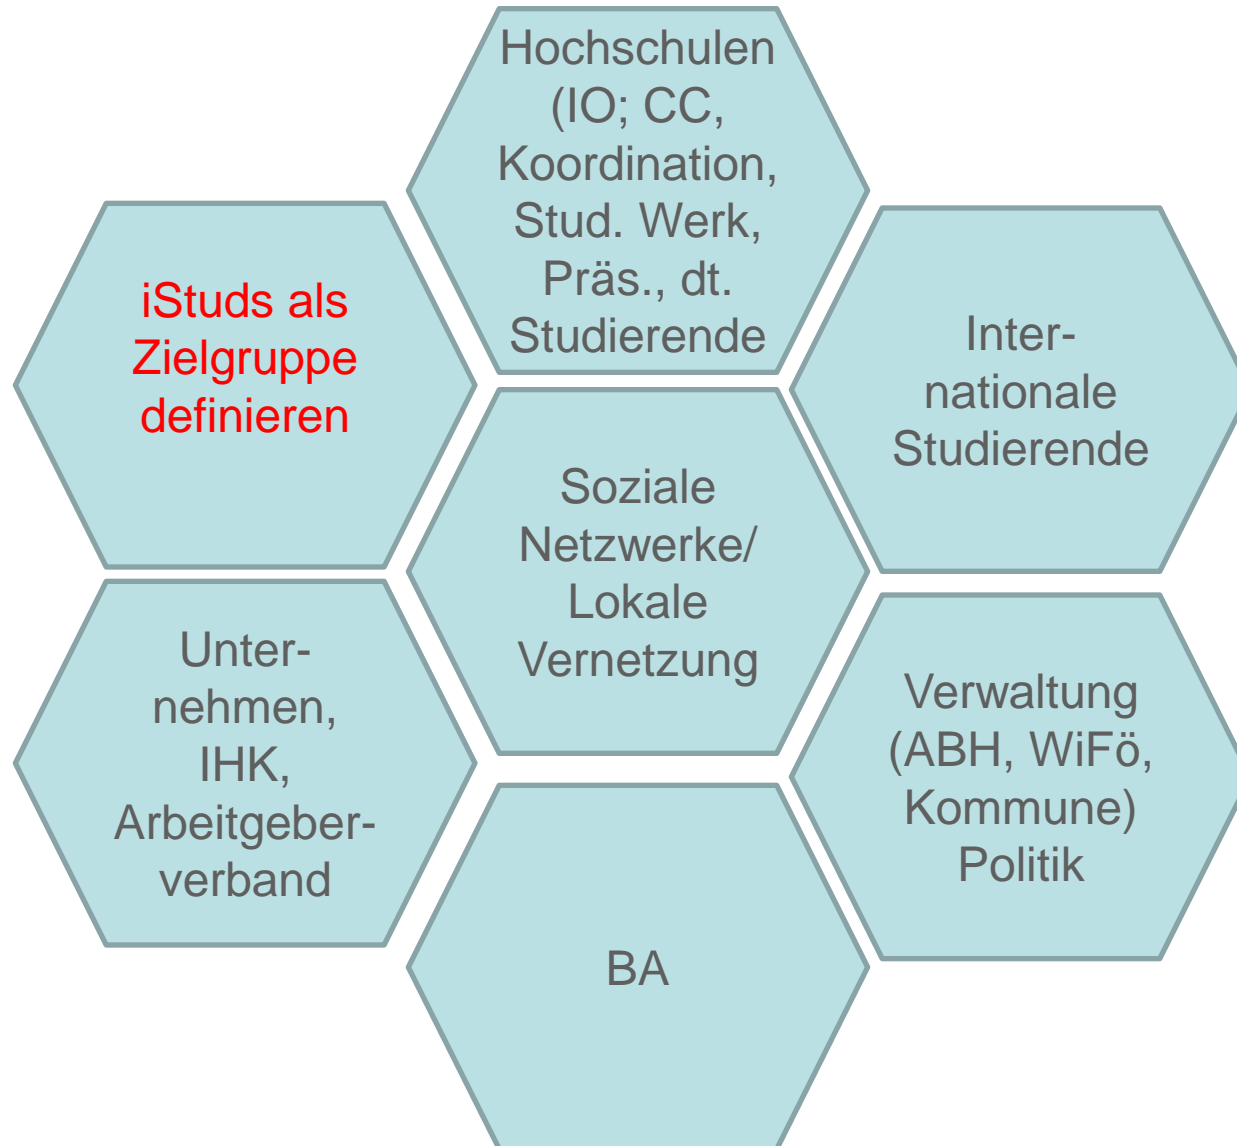 Hochschulen
(IO; CC,
Koordination,
Stud. Werk,
Präs., dt.
Studierende
iStuds als
Zielgruppe
definieren
Inter-
nationale
Studierende
Soziale
Netzwerke/
Lokale
Vernetzung
Unter-
nehmen,
IHK,
Arbeitgeber-
verband
Verwaltung
(ABH, WiFö,
Kommune)
Politik
BA